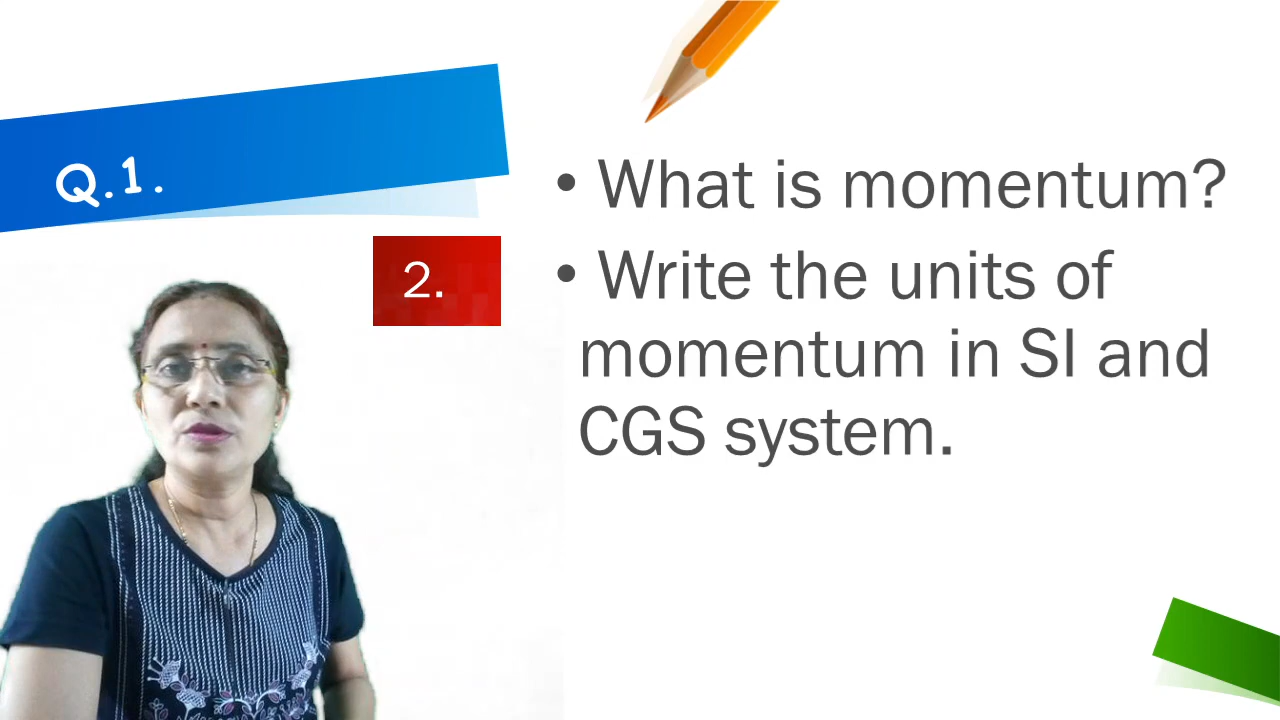 Q.1.
2.
• What is momentum?
• Write the units of
momentum in SI and
CGS system.